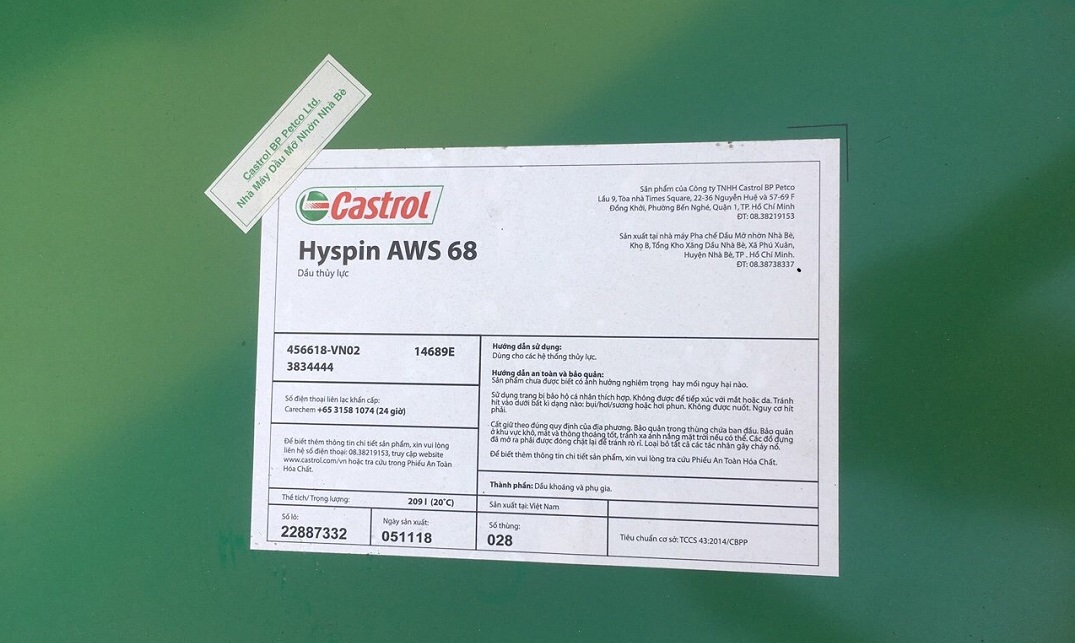 Castrol BP Petco Ltd.
Nhà Máy Dầu Mỡ Nhờn Nhà Bè
Castrol
Hyspin AWS 68
Dầu thủy lực
Sản phẩm của Công ty TNHH Castrol BP Petco
Lầu 9, Tòa nhà Times Square, 22-36 Nguyễn Huệ và 57-69 F
Đồng Khởi, Phường Bến Nghé, Quận 1, TP. Hồ Chí Minh
ĐT: 08.38219153
Sản xuất tại nhà máy Pha chế Dầu Mỡ nhờn Nhà Bè,
Kho B, Tổng Kho Xăng Dầu Nhà Bè, Xã Phú Xuân,
Huyện Nhà Bè, TP . Hồ Chí Minh.
ĐT: 08.38738337
456618-VN02 14689E
3834444
Số điện thoại liên lạc khẩn cấp:
Carechem +65 3158 1074 (24 giờ)
Để biết thêm thông tin chi tiết sản phẩm, xin vui lòng
liên hệ số điện thoại: 08.38219153, truy cập website
www.castrol.com/vn hoặc tra cứu trong Phiếu An Toàn
Hóa Chất.
Thể tích/ Trọng lượng: 209 l (20°C)
Số lô:
22887332
Ngày sản xuất:
051118
Hướng dẫn sử dụng:
Dùng cho các hệ thống thủy lực.
Hướng dẫn an toàn và bảo quản:
Sản phẩm chưa được biết có ảnh hưởng nghiêm trọng hay mối nguy hại nào.
Sử dụng trang bị bảo hộ cá nhân thích hợp. Không được để tiếp xúc với mắt hoặc da. Tránh
hít vào dưới bất kì dạng nào: bụi/hơi/sương hoặc hơi phun. Không được nuốt. Nguy cơ hít
phải.
Cất giữ theo đúng quy định của địa phương. Bảo quản trong thùng chứa ban đầu. Bảo quản
ở khu vực khô, mát và thông thoáng tốt, tránh xa ánh nắng mặt trời nếu có thể. Các đồ đựng
đã mở ra phải được đóng chặt lại để tránh rò rỉ. Loại bỏ tất cả các tác nhân gây cháy nổ.
Để biết thêm thông tin chi tiết sản phẩm, xin vui lòng tra cứu Phiếu An Toàn Hóa Chất.
Thành phần: Dầu khoáng và phụ gia.
Sản xuất tại: Việt Nam
Số thùng:
028
Tiêu chuẩn cơ sở: TCCS 43:2014/CBPP